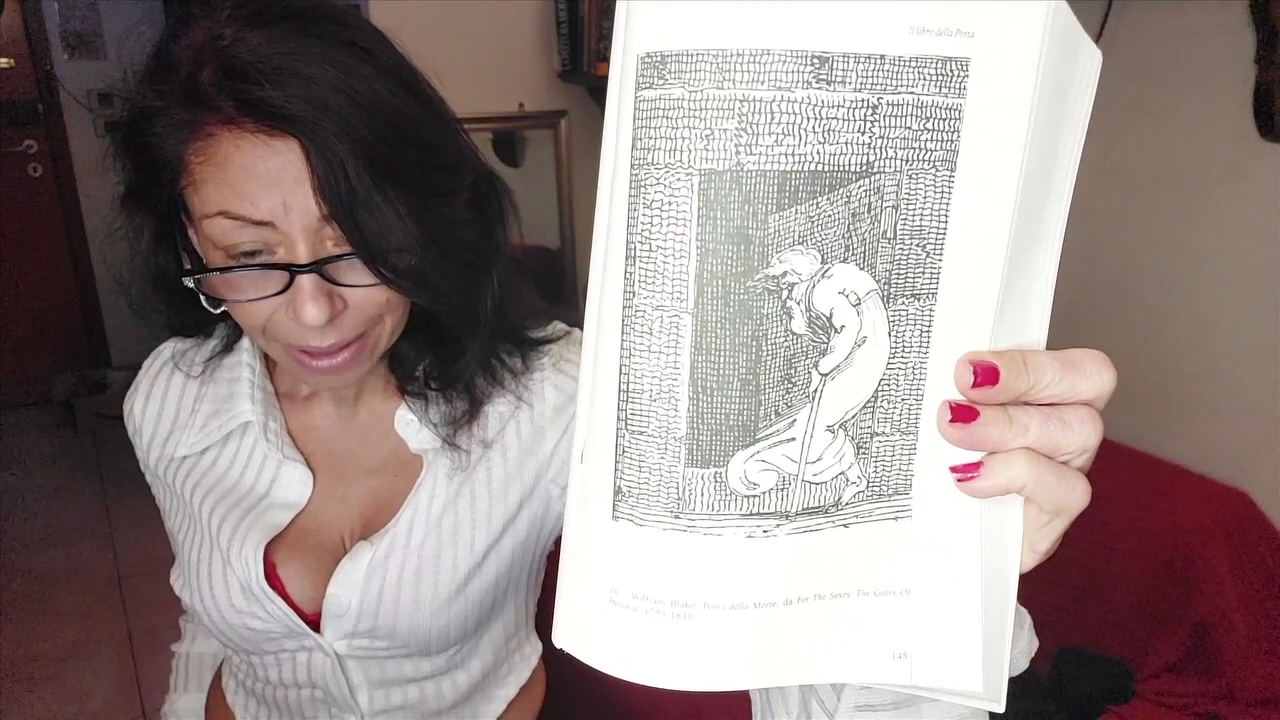 Il libro della Porta
26. William Blake, Porta della Morte, da For The Sexes. The Gates Of
Paradise, 1793-1818.
145